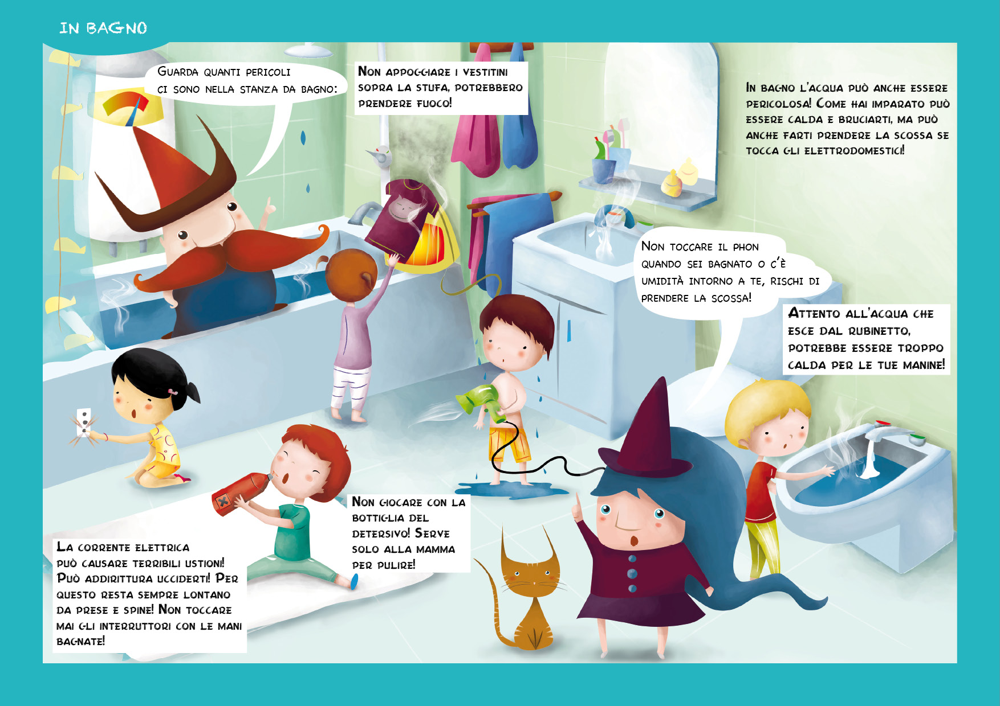 IN BAGNO
GUARDA QUANTI PERICOLI
CI SONO NELLA STANZA DA BAGNO:
NON APPOGGIARE I VESTITINI
SOPRA LA STUFA, POTREBBERO
PRENDERE FUOCO!
IN BAGNO L'ACQUA PUÒ ANCHE ESSERE
PERICOLOSA! COME HAI IMPARATO PUÒ
ESSERE CALDA E BRUCIARTI, MA PUÒ
ANCHE FARTI PRENDERE LA SCOSSA SE
TOCCA GLI ELETTRODOMESTICI!
NON TOCCARE IL PHON
QUANDO SEI BAGNATO O C'È
UMIDITÀ INTORNO A TE, RISCHI DI
PRENDERE LA SCOSSA!
ATTENTO ALL'ACQUA CHE
ESCE DAL RUBINETTO,
POTREBBE ESSERE TROPPO
CALDA PER LE TUE MANINE!
NON GIOCARE CON LA
BOTTIGLIA DEL
DETERSIVO! SERVE
SOLO ALLA MAMMA
PER PULIRE!
LA CORRENTE ELETTRICA
PUÒ CAUSARE TERRIBILI USTIONI!
PUÒ ADDIRITTURA UCCIDERTI! PER
QUESTO RESTA SEMPRE LONTANO
DA PRESE E SPINE! NON TOCCARE
MAI GLI INTERRUTTORI CON LE MANI
BAGNATE!